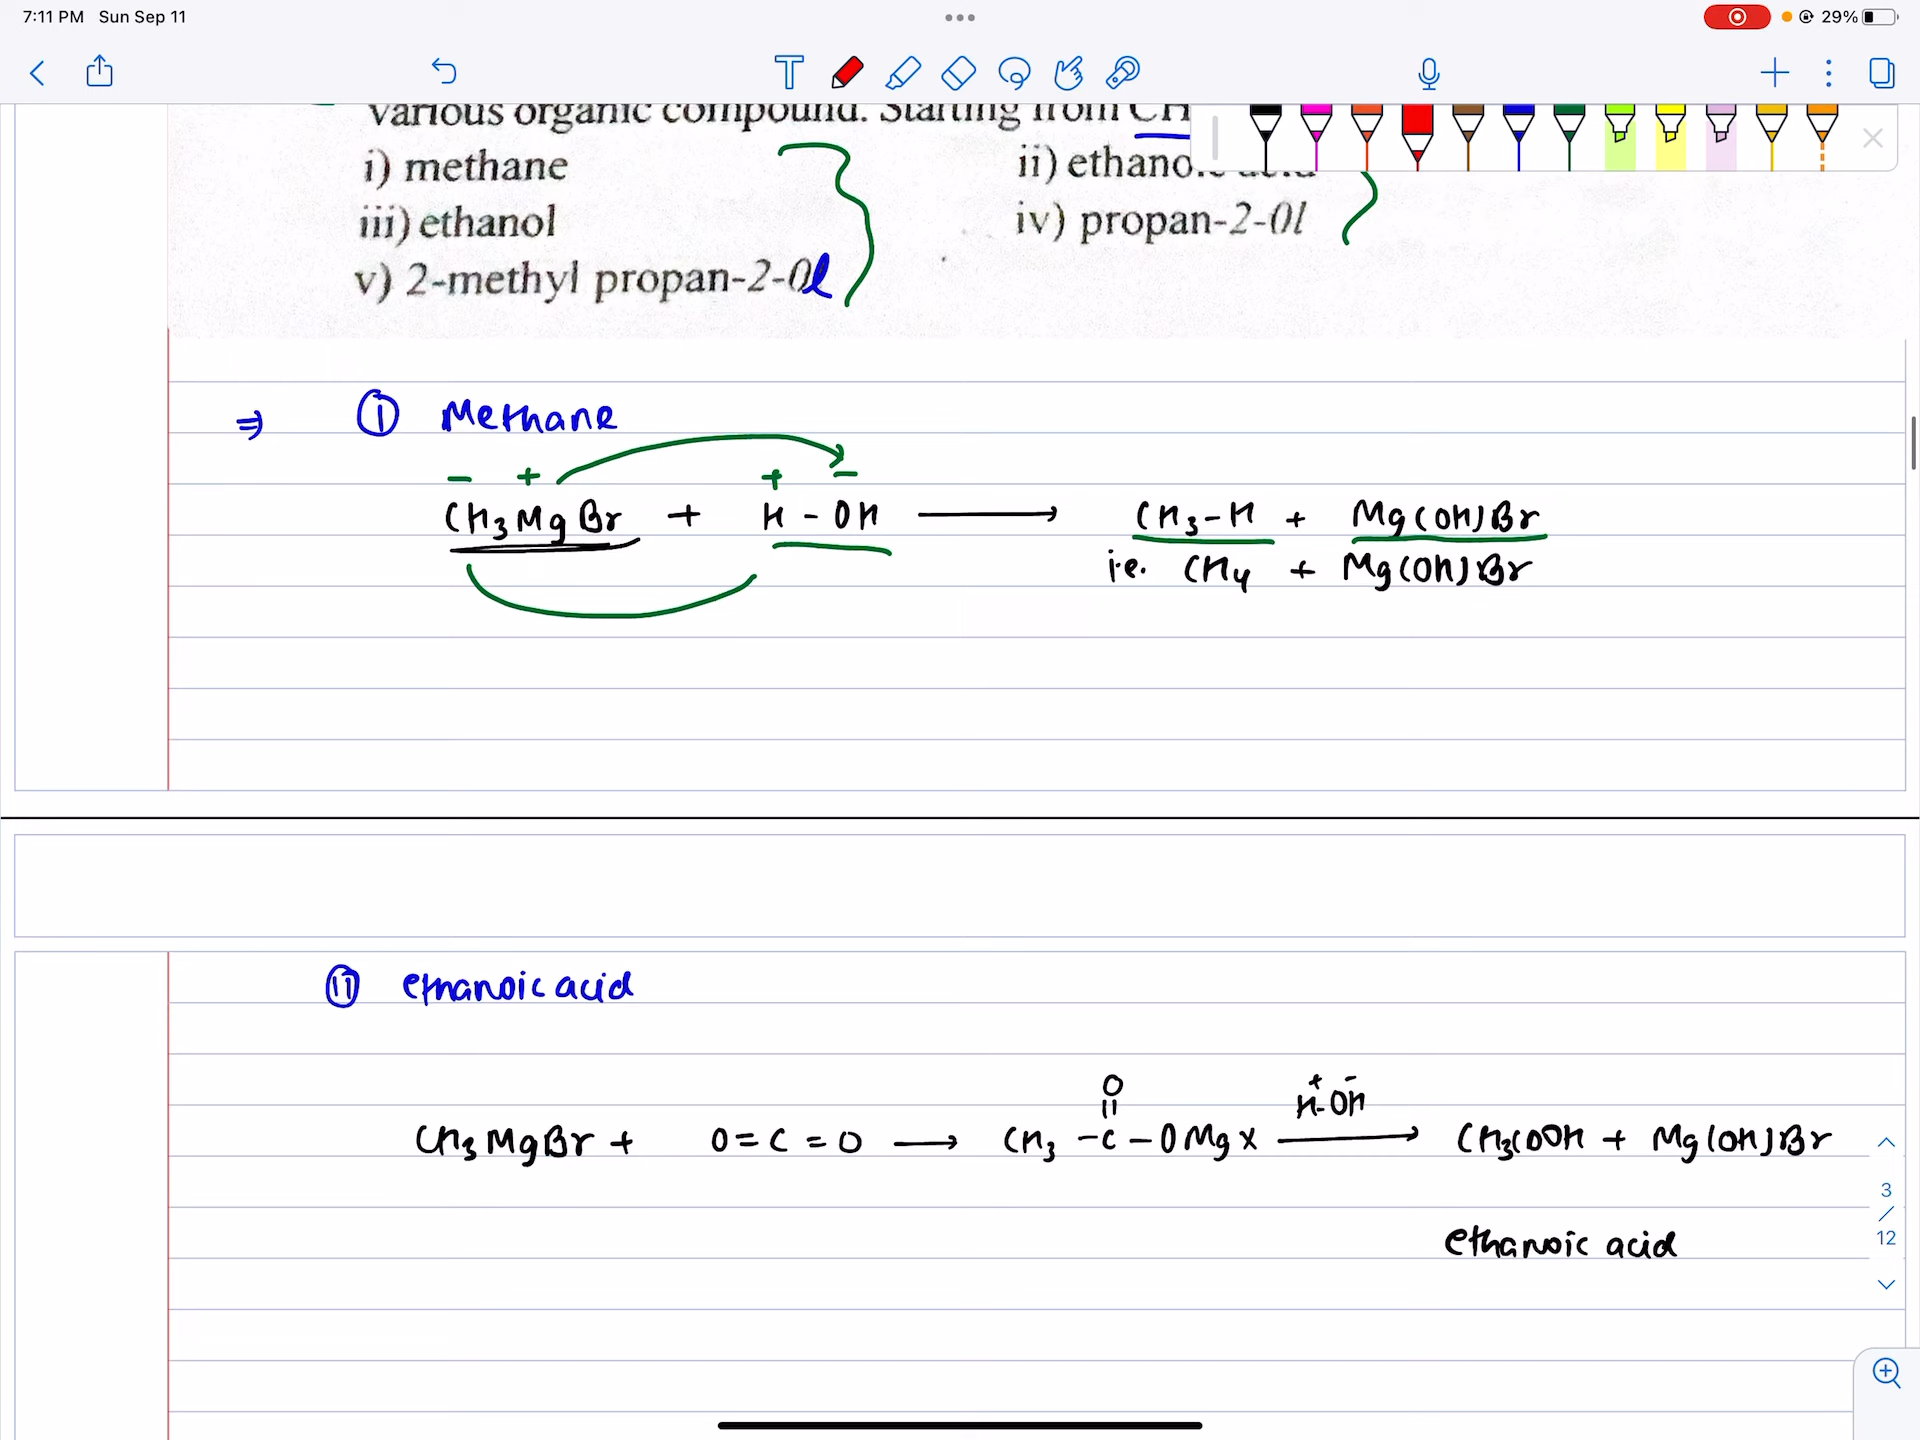 7:11 PM Sun Sep 11
29%
various organic compound. Starting from CH
i) methane
ii) ethano
iii) ethanol
iv) propan-2-0l
v) 2-methyl propan-2-0l
⇒ ① Methane
− + + −
CH₃MgBr + H - OH ⟶ CH₃-H + Mg(OH)Br
i.e. CH₄ + Mg(OH)Br
ⓘⓘ ethanoic acid
O + -
|| H-OH
CH₃MgBr + O=C=O ⟶ CH₃-C-OMgX ⟶ CH₃COOH + Mg(OH)Br
ethanoic acid
3
/
12